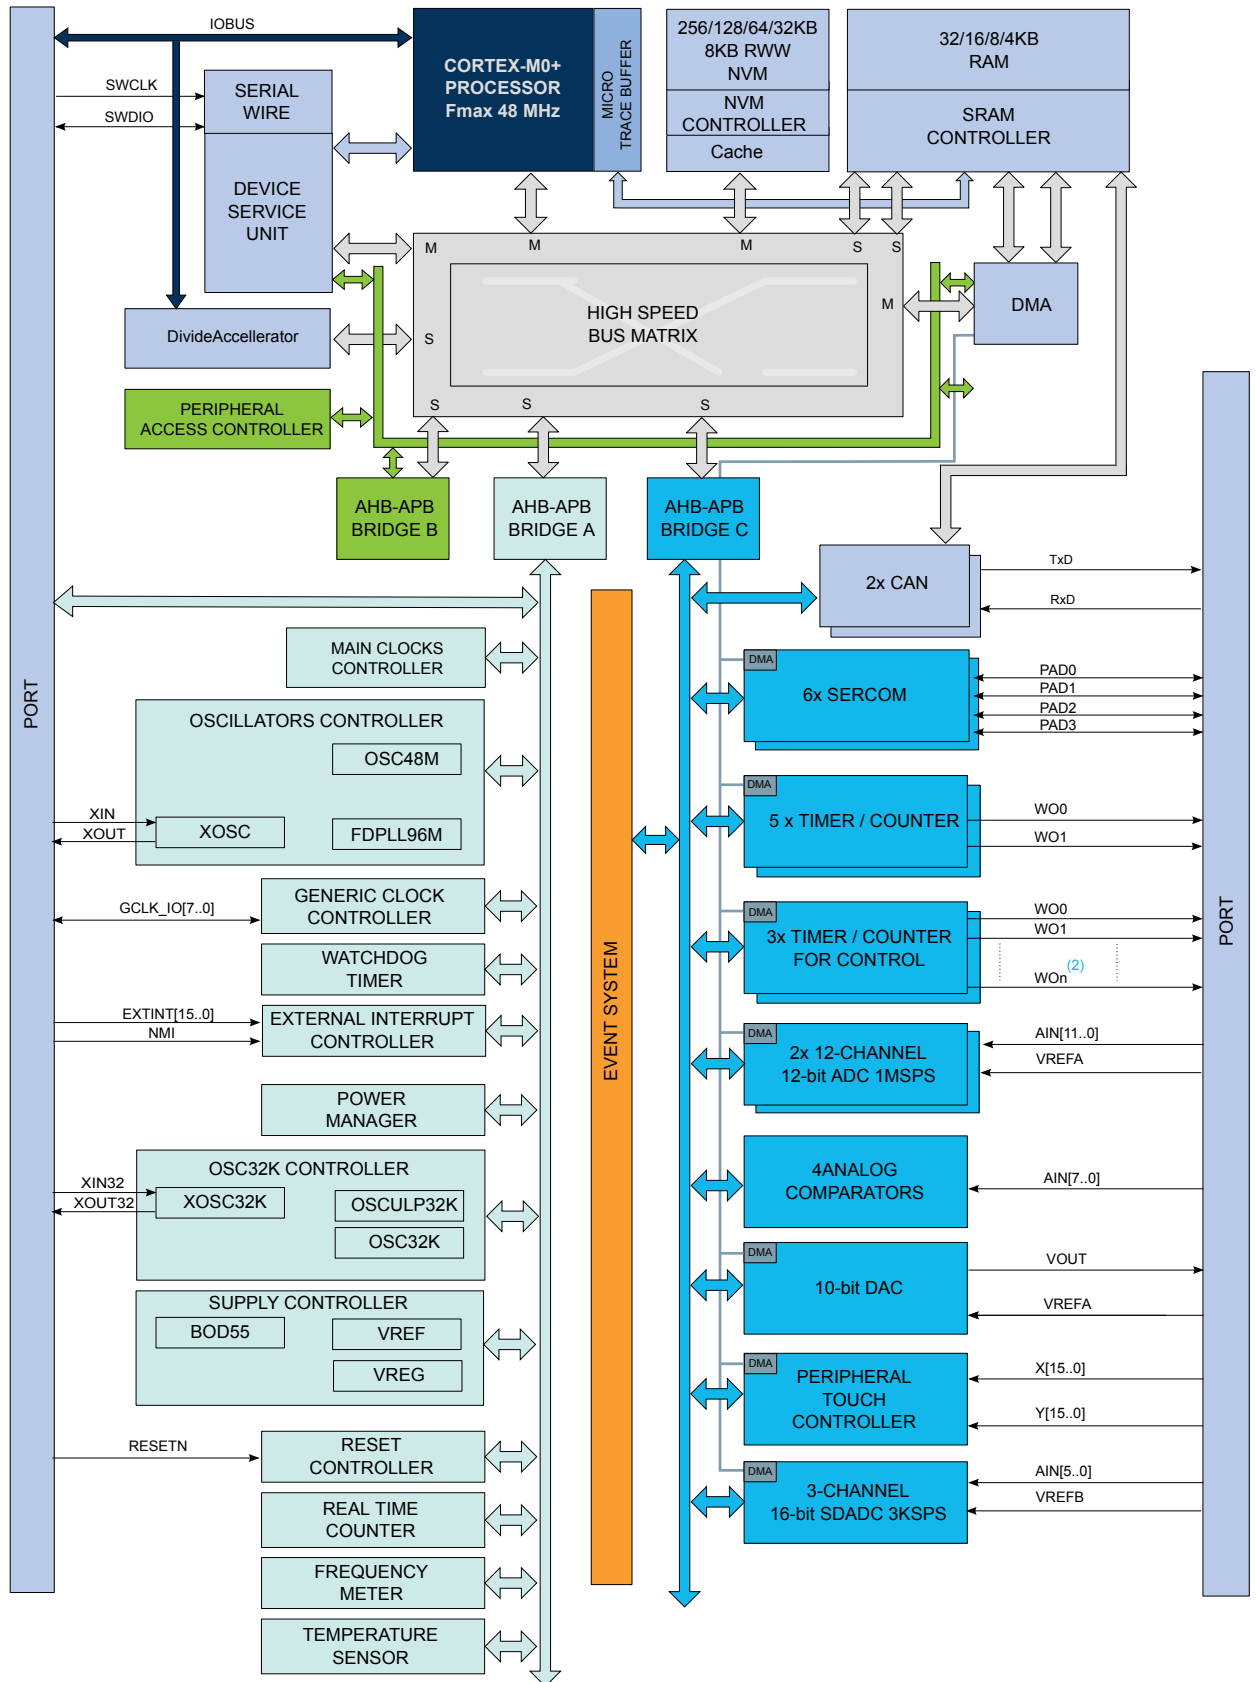 IOBUS
SWCLK
SWDIO
SERIAL
WIRE
DEVICE
SERVICE
UNIT
CORTEX-M0+
PROCESSOR
Fmax 48 MHz
MICRO
TRACE BUFFER
256/128/64/32KB
8KB RWW
NVM
NVM
CONTROLLER
Cache
32/16/8/4KB
RAM
SRAM
CONTROLLER
M
M
M
S
S
M
S
S
S
S
HIGH SPEED
BUS MATRIX
DMA
DivideAccellerator
PERIPHERAL
ACCESS CONTROLLER
AHB-APB
BRIDGE B
AHB-APB
BRIDGE A
AHB-APB
BRIDGE C
PORT
MAIN CLOCKS
CONTROLLER
OSCILLATORS CONTROLLER
OSC48M
XIN
XOUT
XOSC
FDPLL96M
GCLK_IO[7..0]
GENERIC CLOCK
CONTROLLER
WATCHDOG
TIMER
EXTINT[15..0]
NMI
EXTERNAL INTERRUPT
CONTROLLER
POWER
MANAGER
OSC32K CONTROLLER
XIN32
XOUT32
XOSC32K
OSCULP32K
OSC32K
SUPPLY CONTROLLER
BOD55
VREF
VREG
RESETN
RESET
CONTROLLER
REAL TIME
COUNTER
FREQUENCY
METER
TEMPERATURE
SENSOR
EVENT SYSTEM
2x CAN
TxD
RxD
DMA
6x SERCOM
PAD0
PAD1
PAD2
PAD3
DMA
5 x TIMER / COUNTER
WO0
WO1
DMA
3x TIMER / COUNTER
FOR CONTROL
WO0
WO1
(2)
WOn
DMA
2x 12-CHANNEL
12-bit ADC 1MSPS
AIN[11..0]
VREFA
4ANALOG
COMPARATORS
AIN[7..0]
DMA
10-bit DAC
VOUT
VREFA
DMA
PERIPHERAL
TOUCH
CONTROLLER
X[15..0]
Y[15..0]
DMA
3-CHANNEL
16-bit SDADC 3KSPS
AIN[5..0]
VREFB
PORT